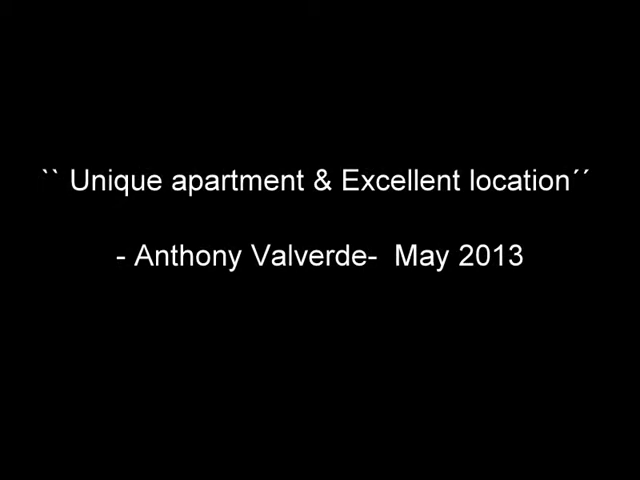 `` Unique apartment & Excellent location´´
- Anthony Valverde-  May 2013